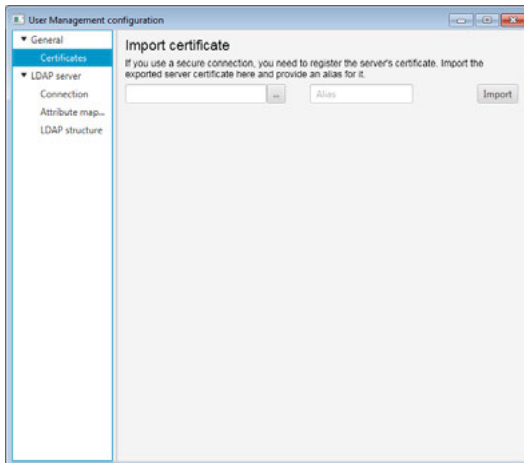 User Management configuration
General
Certificates
LDAP server
Connection
Attribute map...
LDAP structure
Import certificate
If you use a secure connection, you need to register the server's certificate. Import the
exported server certificate here and provide an alias for it.
... Alias Import